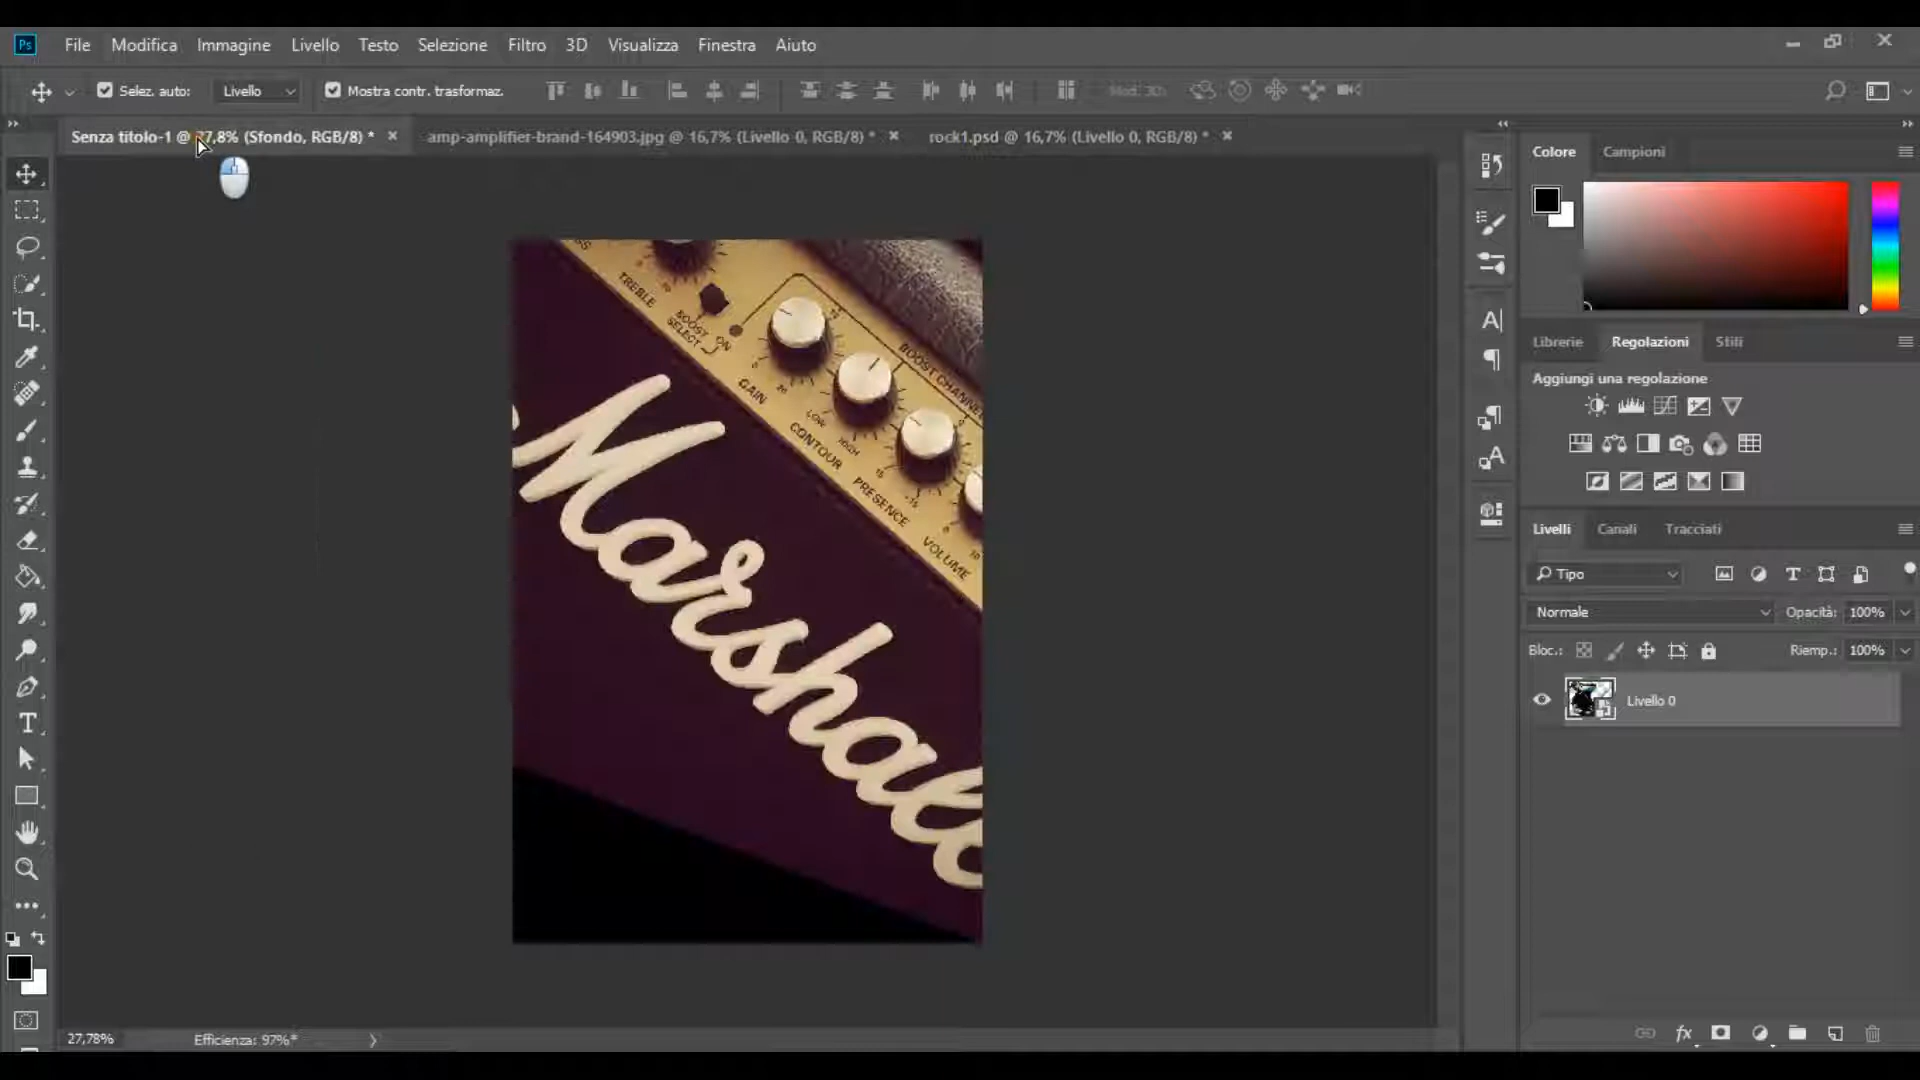 Ps File Modifica Immagine Livello Testo Selezione Filtro 3D Visualizza Finestra Aiuto
Selez. auto: Livello Mostra contr. trasformaz. Mod. 3D:
Senza titolo-1 @ 27,8% (Sfondo, RGB/8) * amp-amplifier-brand-164903.jpg @ 16,7% (Livello 0, RGB/8) * rock1.psd @ 16,7% (Livello 0, RGB/8) *
Colore Campioni
TREBLE
BOOST
SELECT
ON
GAIN
BOOST CHANNEL
LOW
HIGH
CONTOUR
PRESENCE
VOLUME
Marshall
Librerie Regolazioni Stili
Aggiungi una regolazione
Livelli Canali Tracciati
Tipo
Normale Opacità: 100%
Bloc.: Riemp.: 100%
Livello 0
27,78% Efficienza: 97%*